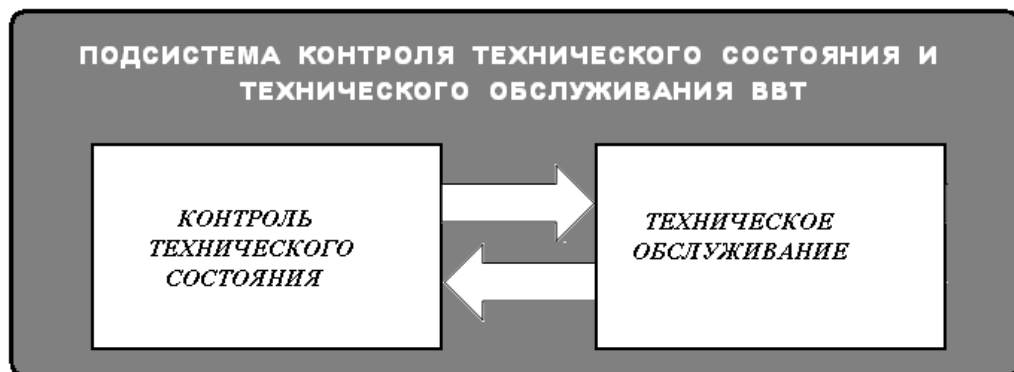 ПОДСИСТЕМА КОНТРОЛЯ ТЕХНИЧЕСКОГО СОСТОЯНИЯ И
ТЕХНИЧЕСКОГО ОБСЛУЖИВАНИЯ ВВТ
КОНТРОЛЬ
ТЕХНИЧЕСКОГО
СОСТОЯНИЯ
ТЕХНИЧЕСКОЕ
ОБСЛУЖИВАНИЕ